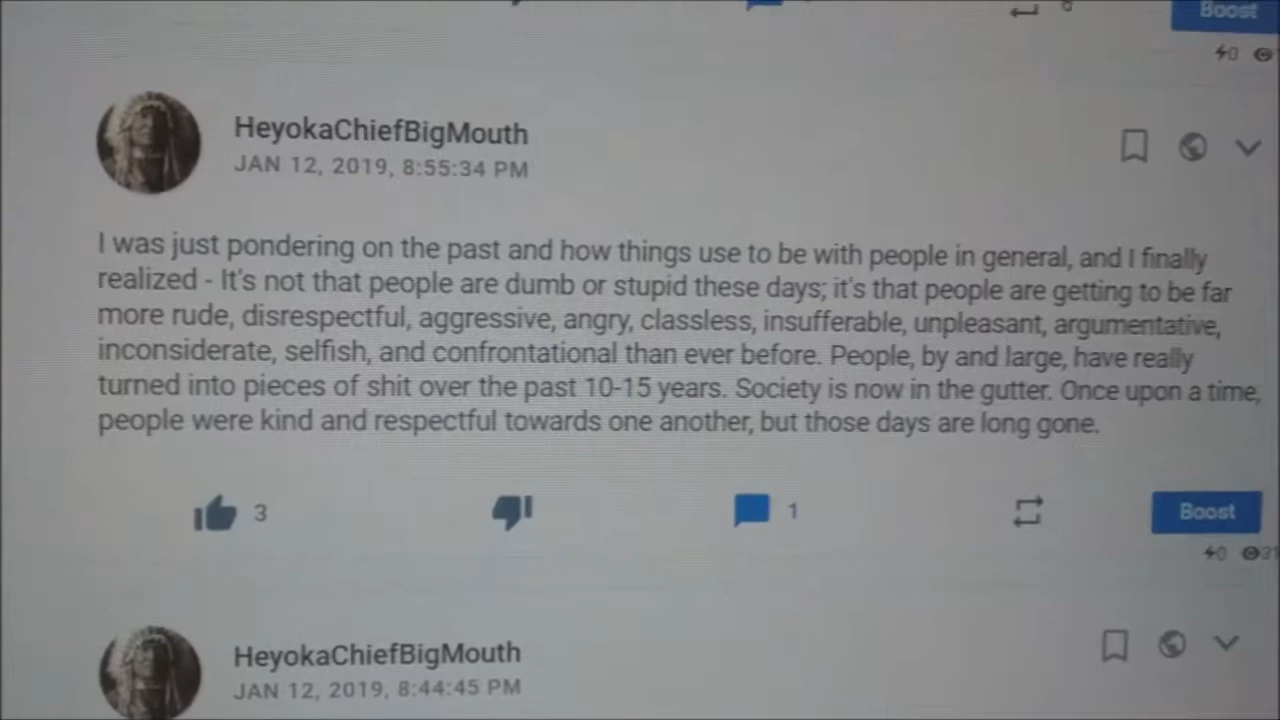 Boost
0
HeyokaChiefBigMouth
JAN 12, 2019, 8:55:34 PM
I was just pondering on the past and how things use to be with people in general, and I finally
realized - It's not that people are dumb or stupid these days; it's that people are getting to be far
more rude, disrespectful, aggressive, angry, classless, insufferable, unpleasant, argumentative,
inconsiderate, selfish, and confrontational than ever before. People, by and large, have really
turned into pieces of shit over the past 10-15 years. Society is now in the gutter. Once upon a time,
people were kind and respectful towards one another, but those days are long gone.
3
1
Boost
0
HeyokaChiefBigMouth
JAN 12, 2019, 8:44:45 PM